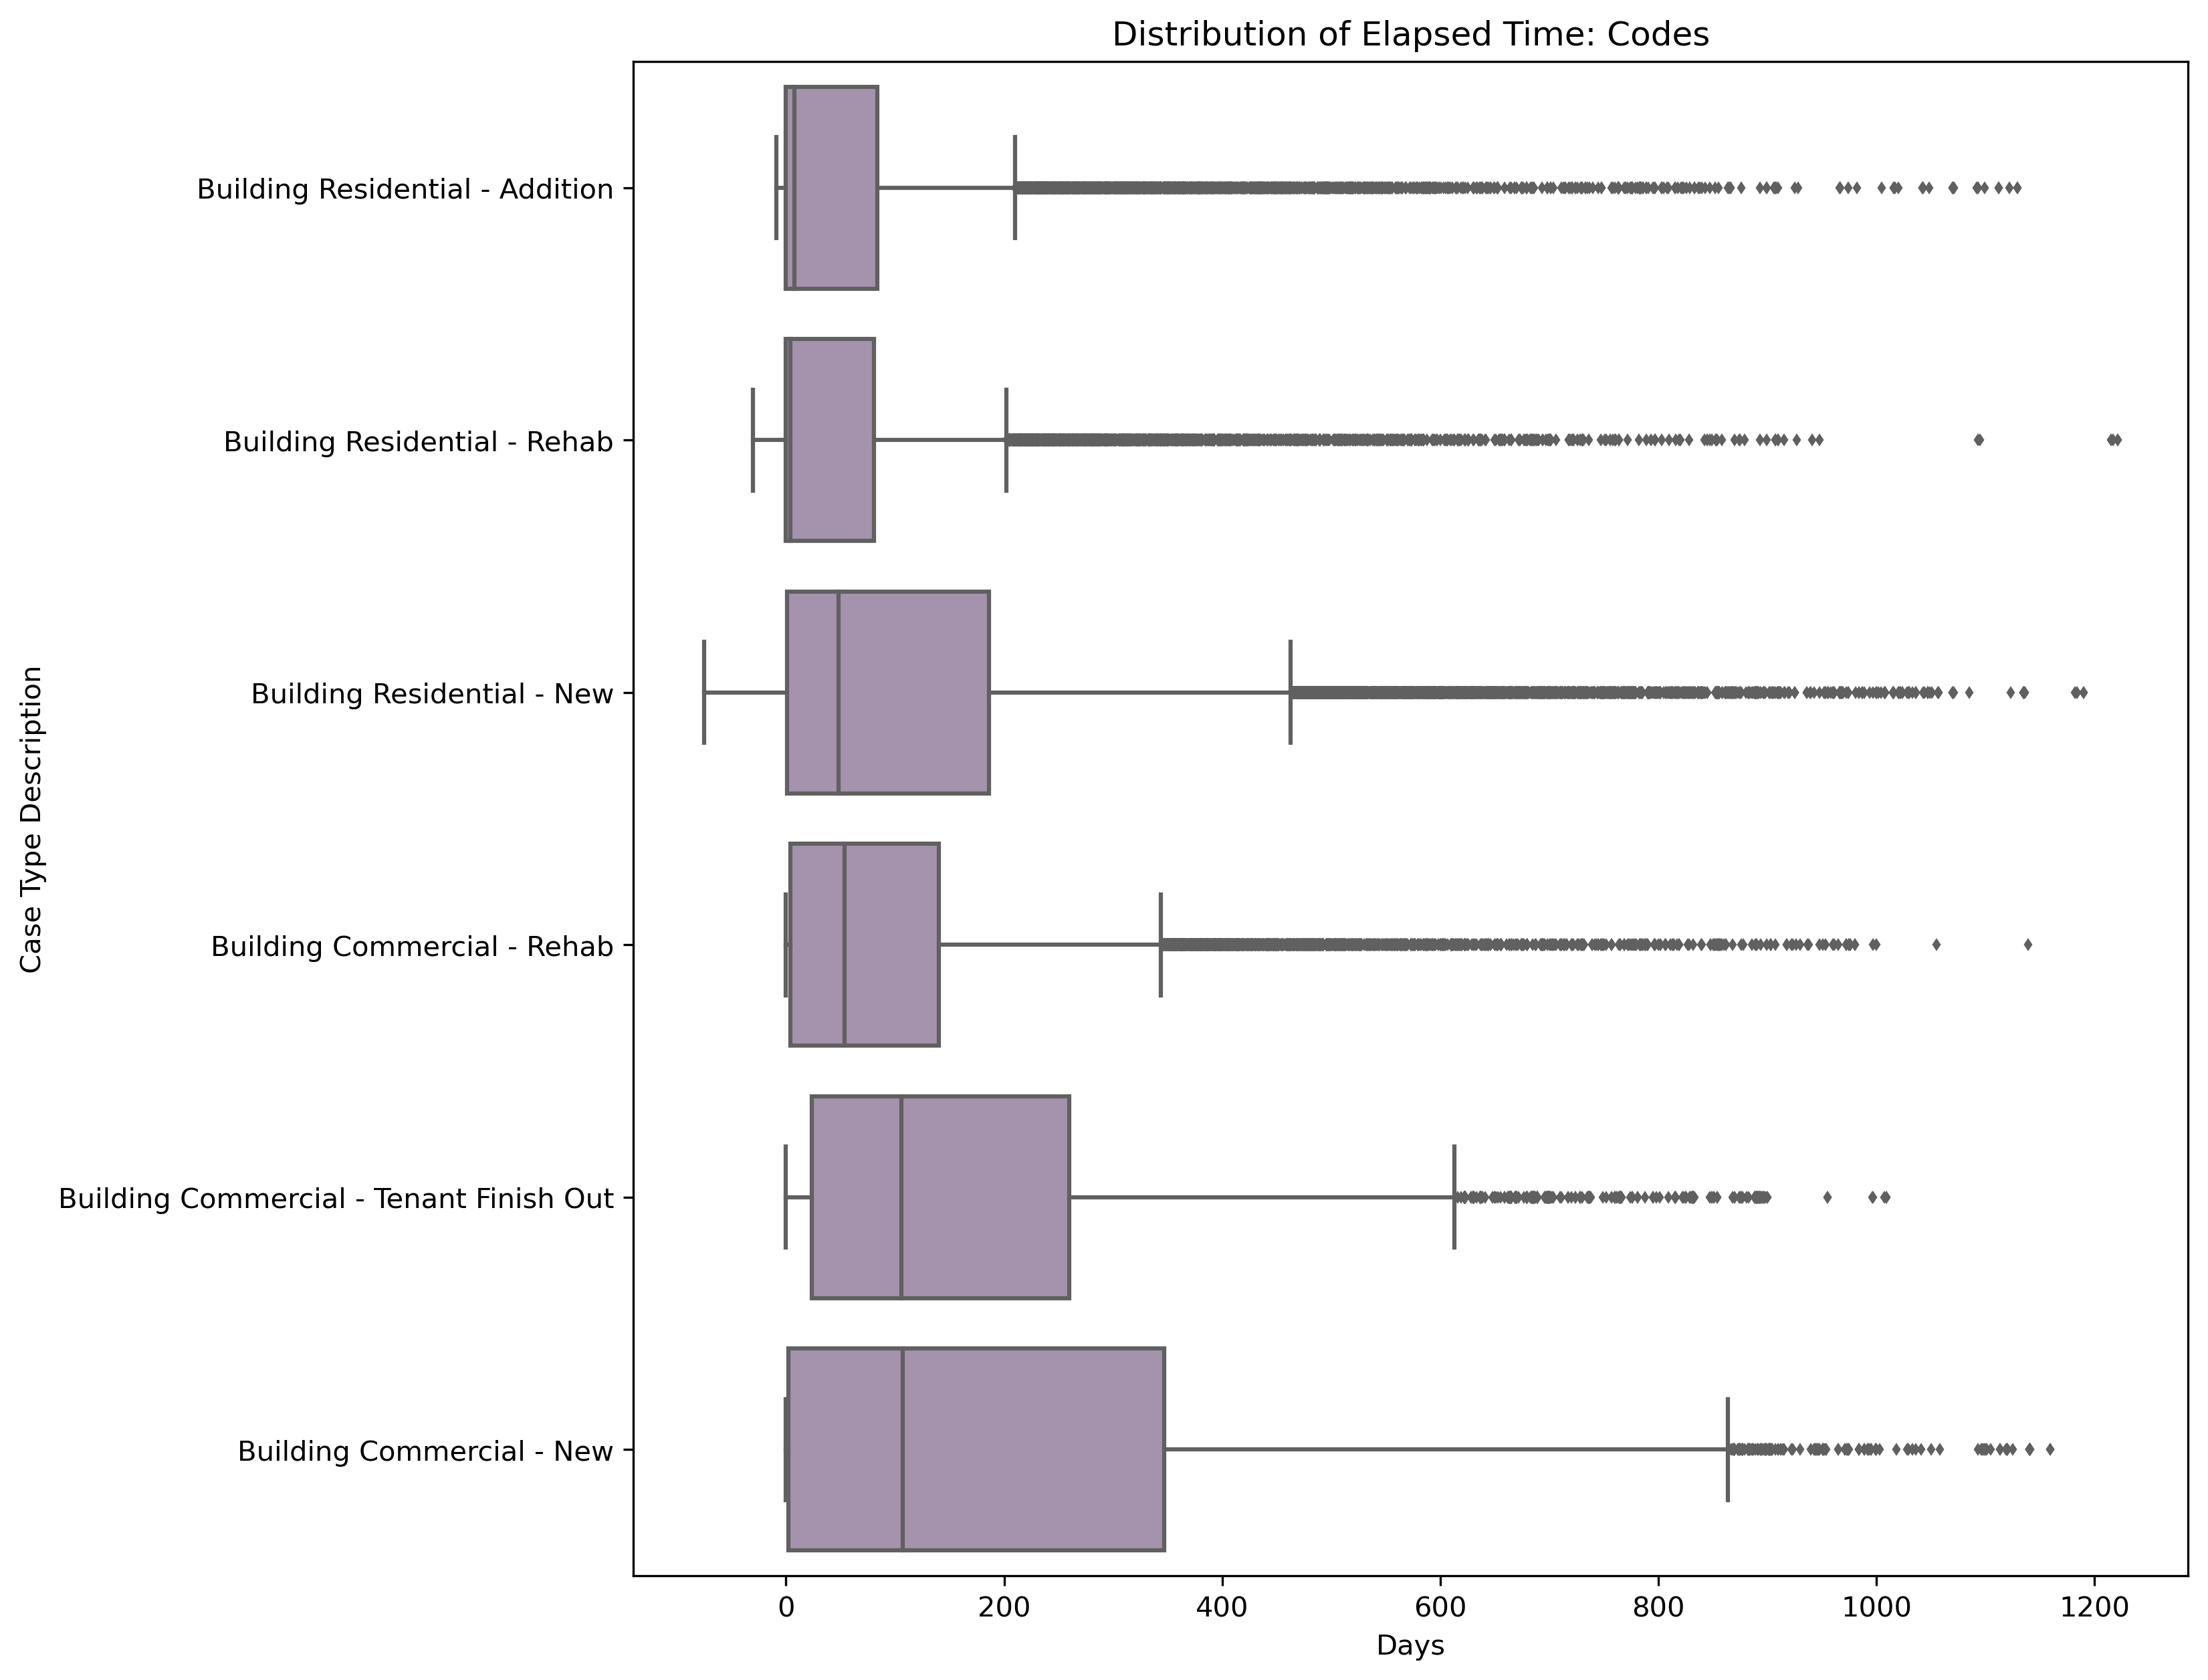 Distribution of Elapsed Time: Codes
Case Type Description
Building Residential - Addition
Building Residential - Rehab
Building Residential - New
Building Commercial - Rehab
Building Commercial - Tenant Finish Out
Building Commercial - New
0 200 400 600 800 1000 1200
Days